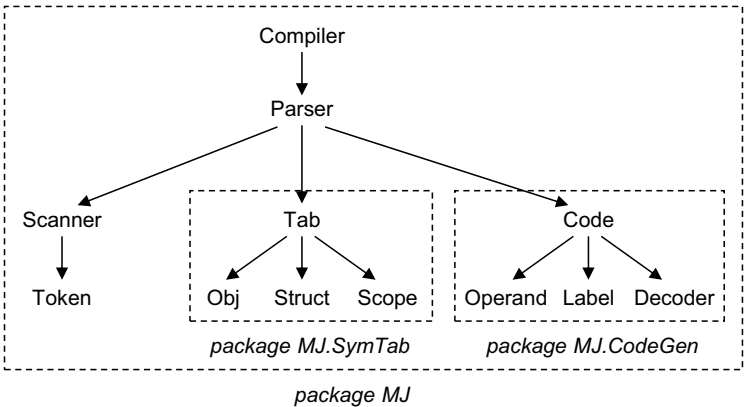 Compiler
Parser
Scanner Tab Code
Token Obj Struct Scope Operand Label Decoder
package MJ.SymTab package MJ.CodeGen
package MJ